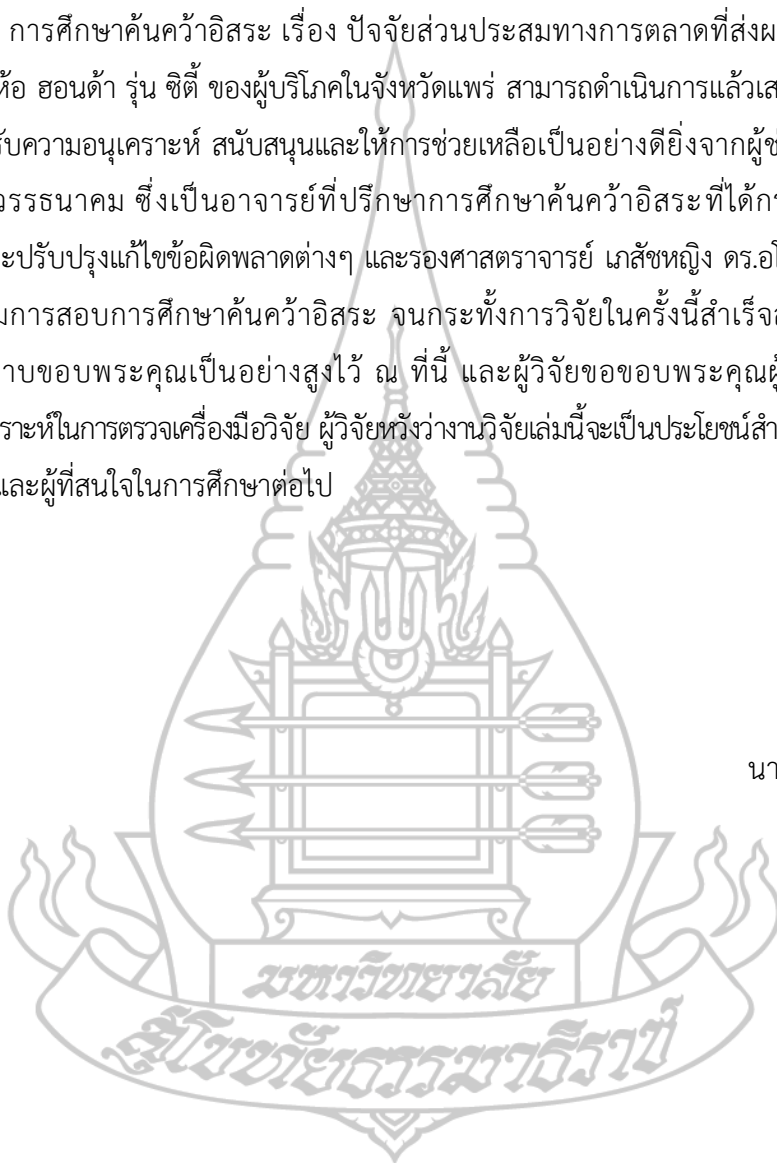 การศึกษาค้นคว้าอิสระ เรื่อง ปัจจัยส่วนประสมทางการตลาดที่ส่งผ
ห้อ ฮอนด้า รุ่น ซิตี้ ของผู้บริโภคในจังหวัดแพร่ สามารถดำเนินการแล้วเส
รับความอนุเคราะห์ สนับสนุนและให้การช่วยเหลือเป็นอย่างดียิ่งจากผู้ช
วรรธนาคม ซึ่งเป็นอาจารย์ที่ปรึกษาการศึกษาค้นคว้าอิสระที่ได้กร
ะปรับปรุงแก้ไขข้อผิดพลาดต่างๆ และรองศาสตราจารย์ เภสัชหญิง ดร.อโ
มการสอบการศึกษาค้นคว้าอิสระ จนกระทั้งการวิจัยในครั้งนี้สำเร็จส
าบขอบพระคุณเป็นอย่างสูงไว้ ณ ที่นี้ และผู้วิจัยขอขอบพระคุณผู้
ราะห์ในการตรวจเครื่องมือวิจัย ผู้วิจัยหวังว่างานวิจัยเล่มนี้จะเป็นประโยชน์สำ
และผู้ที่สนใจในการศึกษาต่อไป
นา
มหาวิทยาลัย
สุโขทัยธรรมาธิราช